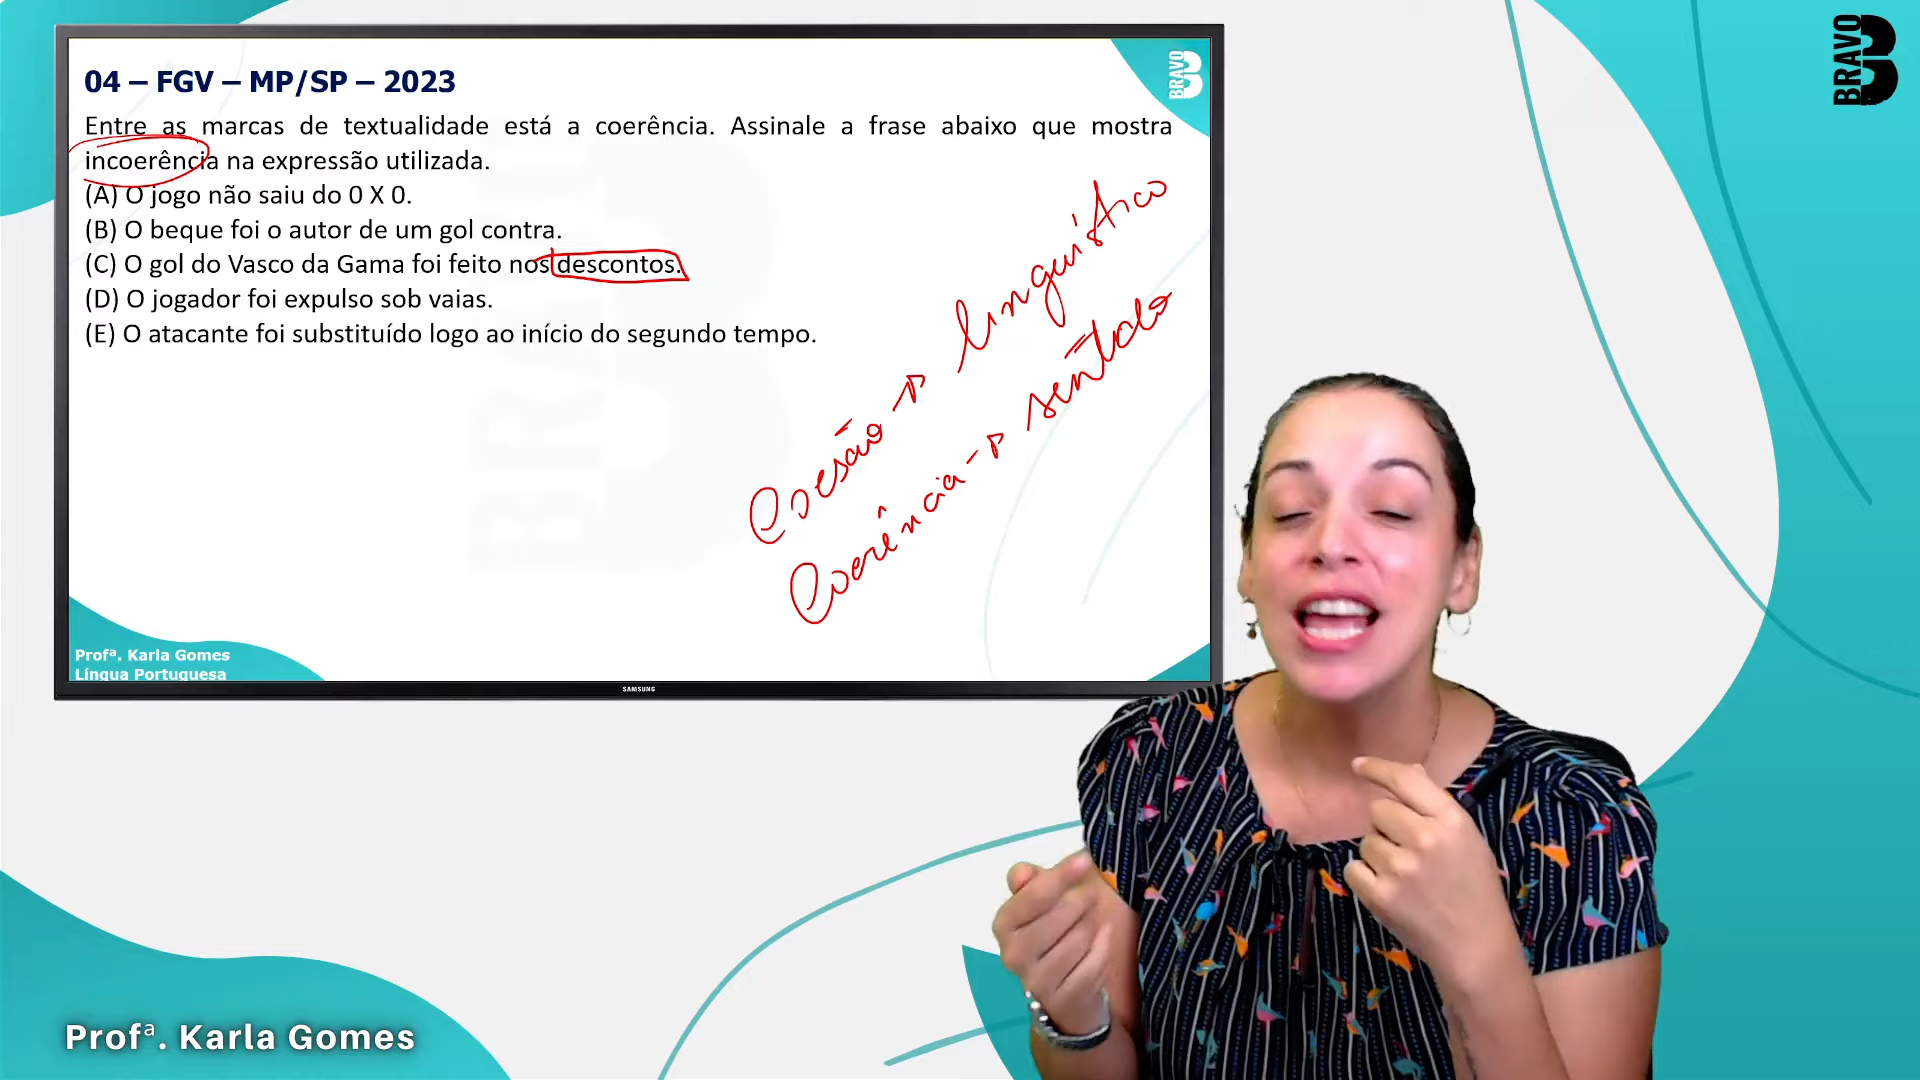 BRAVO
04 – FGV – MP/SP – 2023
BRAVO
Entre as marcas de textualidade está a coerência. Assinale a frase abaixo que mostra
incoerência na expressão utilizada.
(A) O jogo não saiu do 0 X 0.
(B) O beque foi o autor de um gol contra.
(C) O gol do Vasco da Gama foi feito nos descontos.
(D) O jogador foi expulso sob vaias.
(E) O atacante foi substituído logo ao início do segundo tempo.
BRAVO
Coesão → linguístico
Coerência → sentido
Profª. Karla Gomes
Língua Portuguesa
SAMSUNG
Profª. Karla Gomes